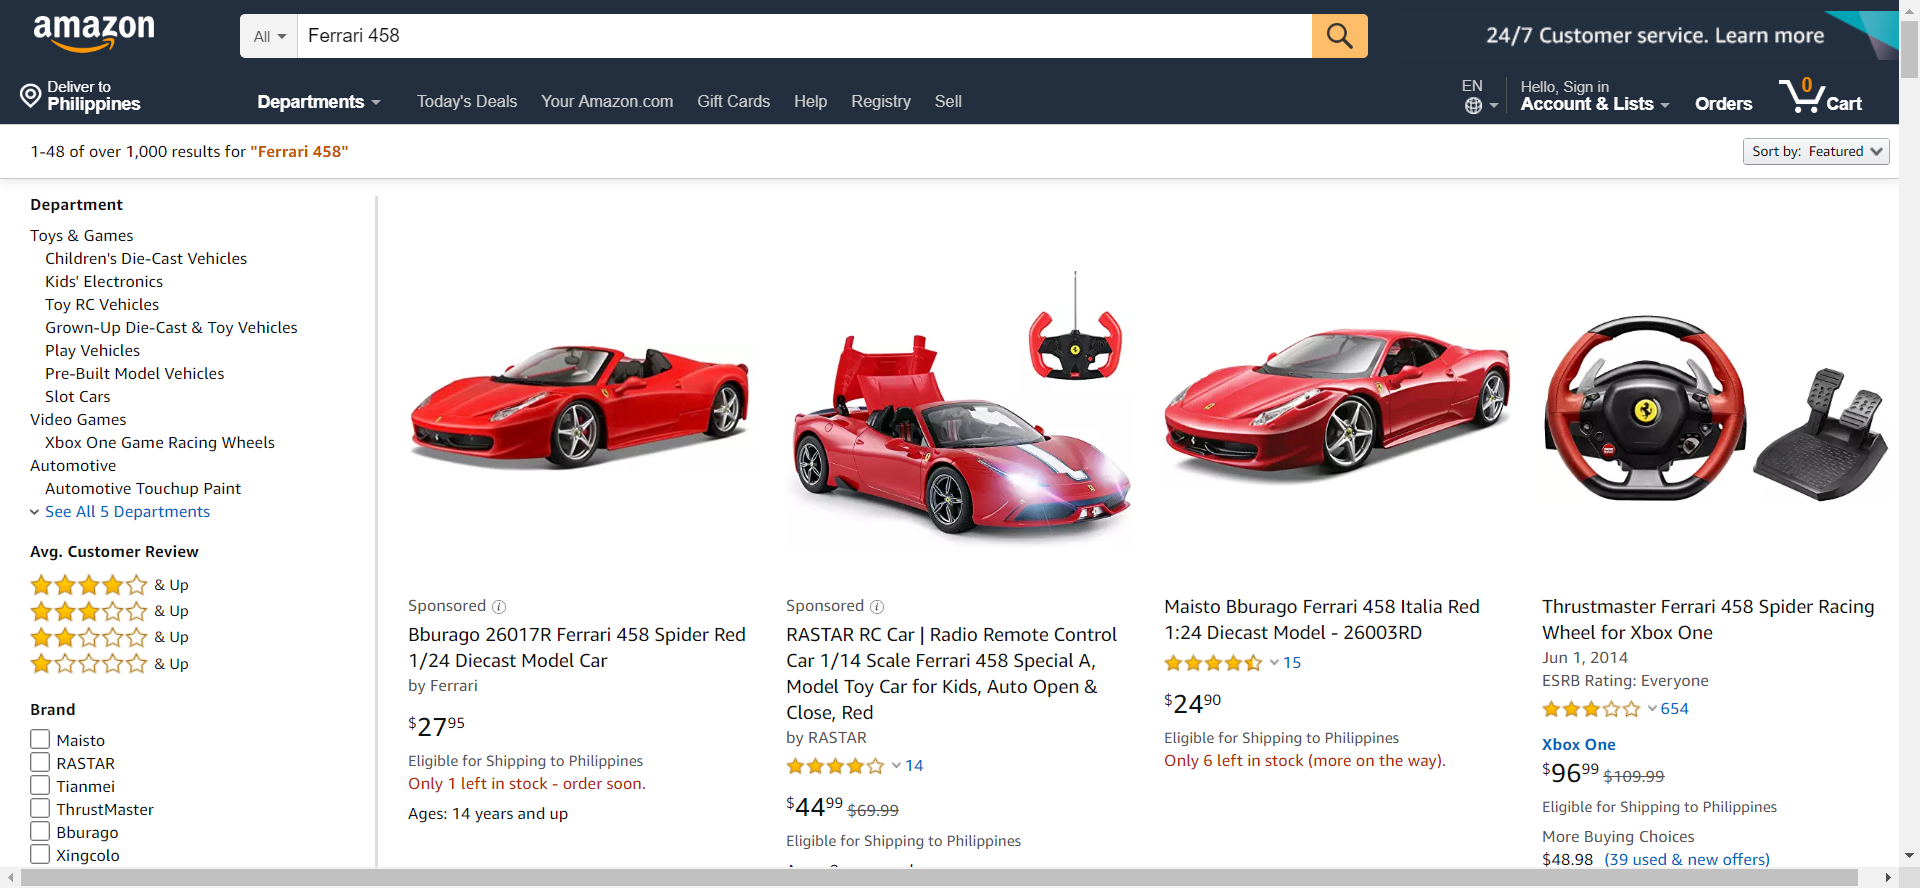 amazon
All
Ferrari 458
24/7 Customer service. Learn more
Deliver to
Philippines
Departments
Today's Deals
Your Amazon.com
Gift Cards
Help
Registry
Sell
EN
Hello, Sign in
Account & Lists
Orders
0
Cart
1-48 of over 1,000 results for "Ferrari 458"
Sort by: Featured
Department
Toys & Games
Children's Die-Cast Vehicles
Kids' Electronics
Toy RC Vehicles
Grown-Up Die-Cast & Toy Vehicles
Play Vehicles
Pre-Built Model Vehicles
Slot Cars
Video Games
Xbox One Game Racing Wheels
Automotive
Automotive Touchup Paint
See All 5 Departments
Avg. Customer Review
& Up
& Up
& Up
& Up
Brand
Maisto
RASTAR
Tianmei
ThrustMaster
Bburago
Xingcolo
Sponsored
Bburago 26017R Ferrari 458 Spider Red
1/24 Diecast Model Car
by Ferrari
$27 95
Eligible for Shipping to Philippines
Only 1 left in stock - order soon.
Ages: 14 years and up
Sponsored
RASTAR RC Car | Radio Remote Control
Car 1/14 Scale Ferrari 458 Special A,
Model Toy Car for Kids, Auto Open &
Close, Red
by RASTAR
14
$44 99 $69.99
Eligible for Shipping to Philippines
Maisto Bburago Ferrari 458 Italia Red
1:24 Diecast Model - 26003RD
15
$24 90
Eligible for Shipping to Philippines
Only 6 left in stock (more on the way).
Thrustmaster Ferrari 458 Spider Racing
Wheel for Xbox One
Jun 1, 2014
ESRB Rating: Everyone
654
Xbox One
$96 99 $109.99
Eligible for Shipping to Philippines
More Buying Choices
$48.98 (39 used & new offers)